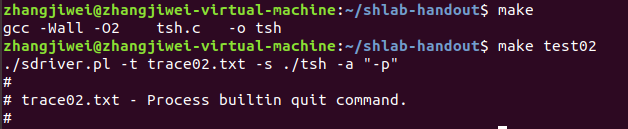 zhangjiwei@zhangjiwei-virtual-machine:~/shlab-handout$ make
gcc -Wall -O2    tsh.c   -o tsh
zhangjiwei@zhangjiwei-virtual-machine:~/shlab-handout$ make test02
./sdriver.pl -t trace02.txt -s ./tsh -a "-p"
#
# trace02.txt - Process builtin quit command.
#